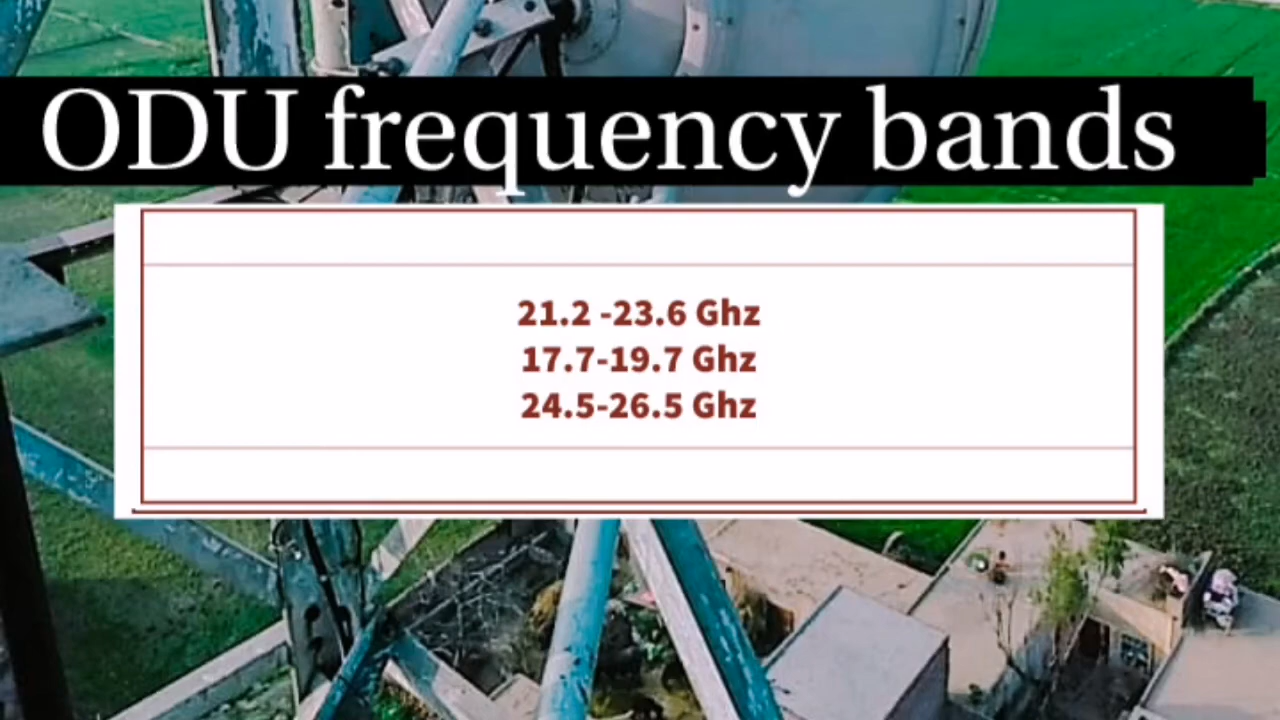 ODU frequency bands
21.2 -23.6 Ghz
17.7-19.7 Ghz
24.5-26.5 Ghz